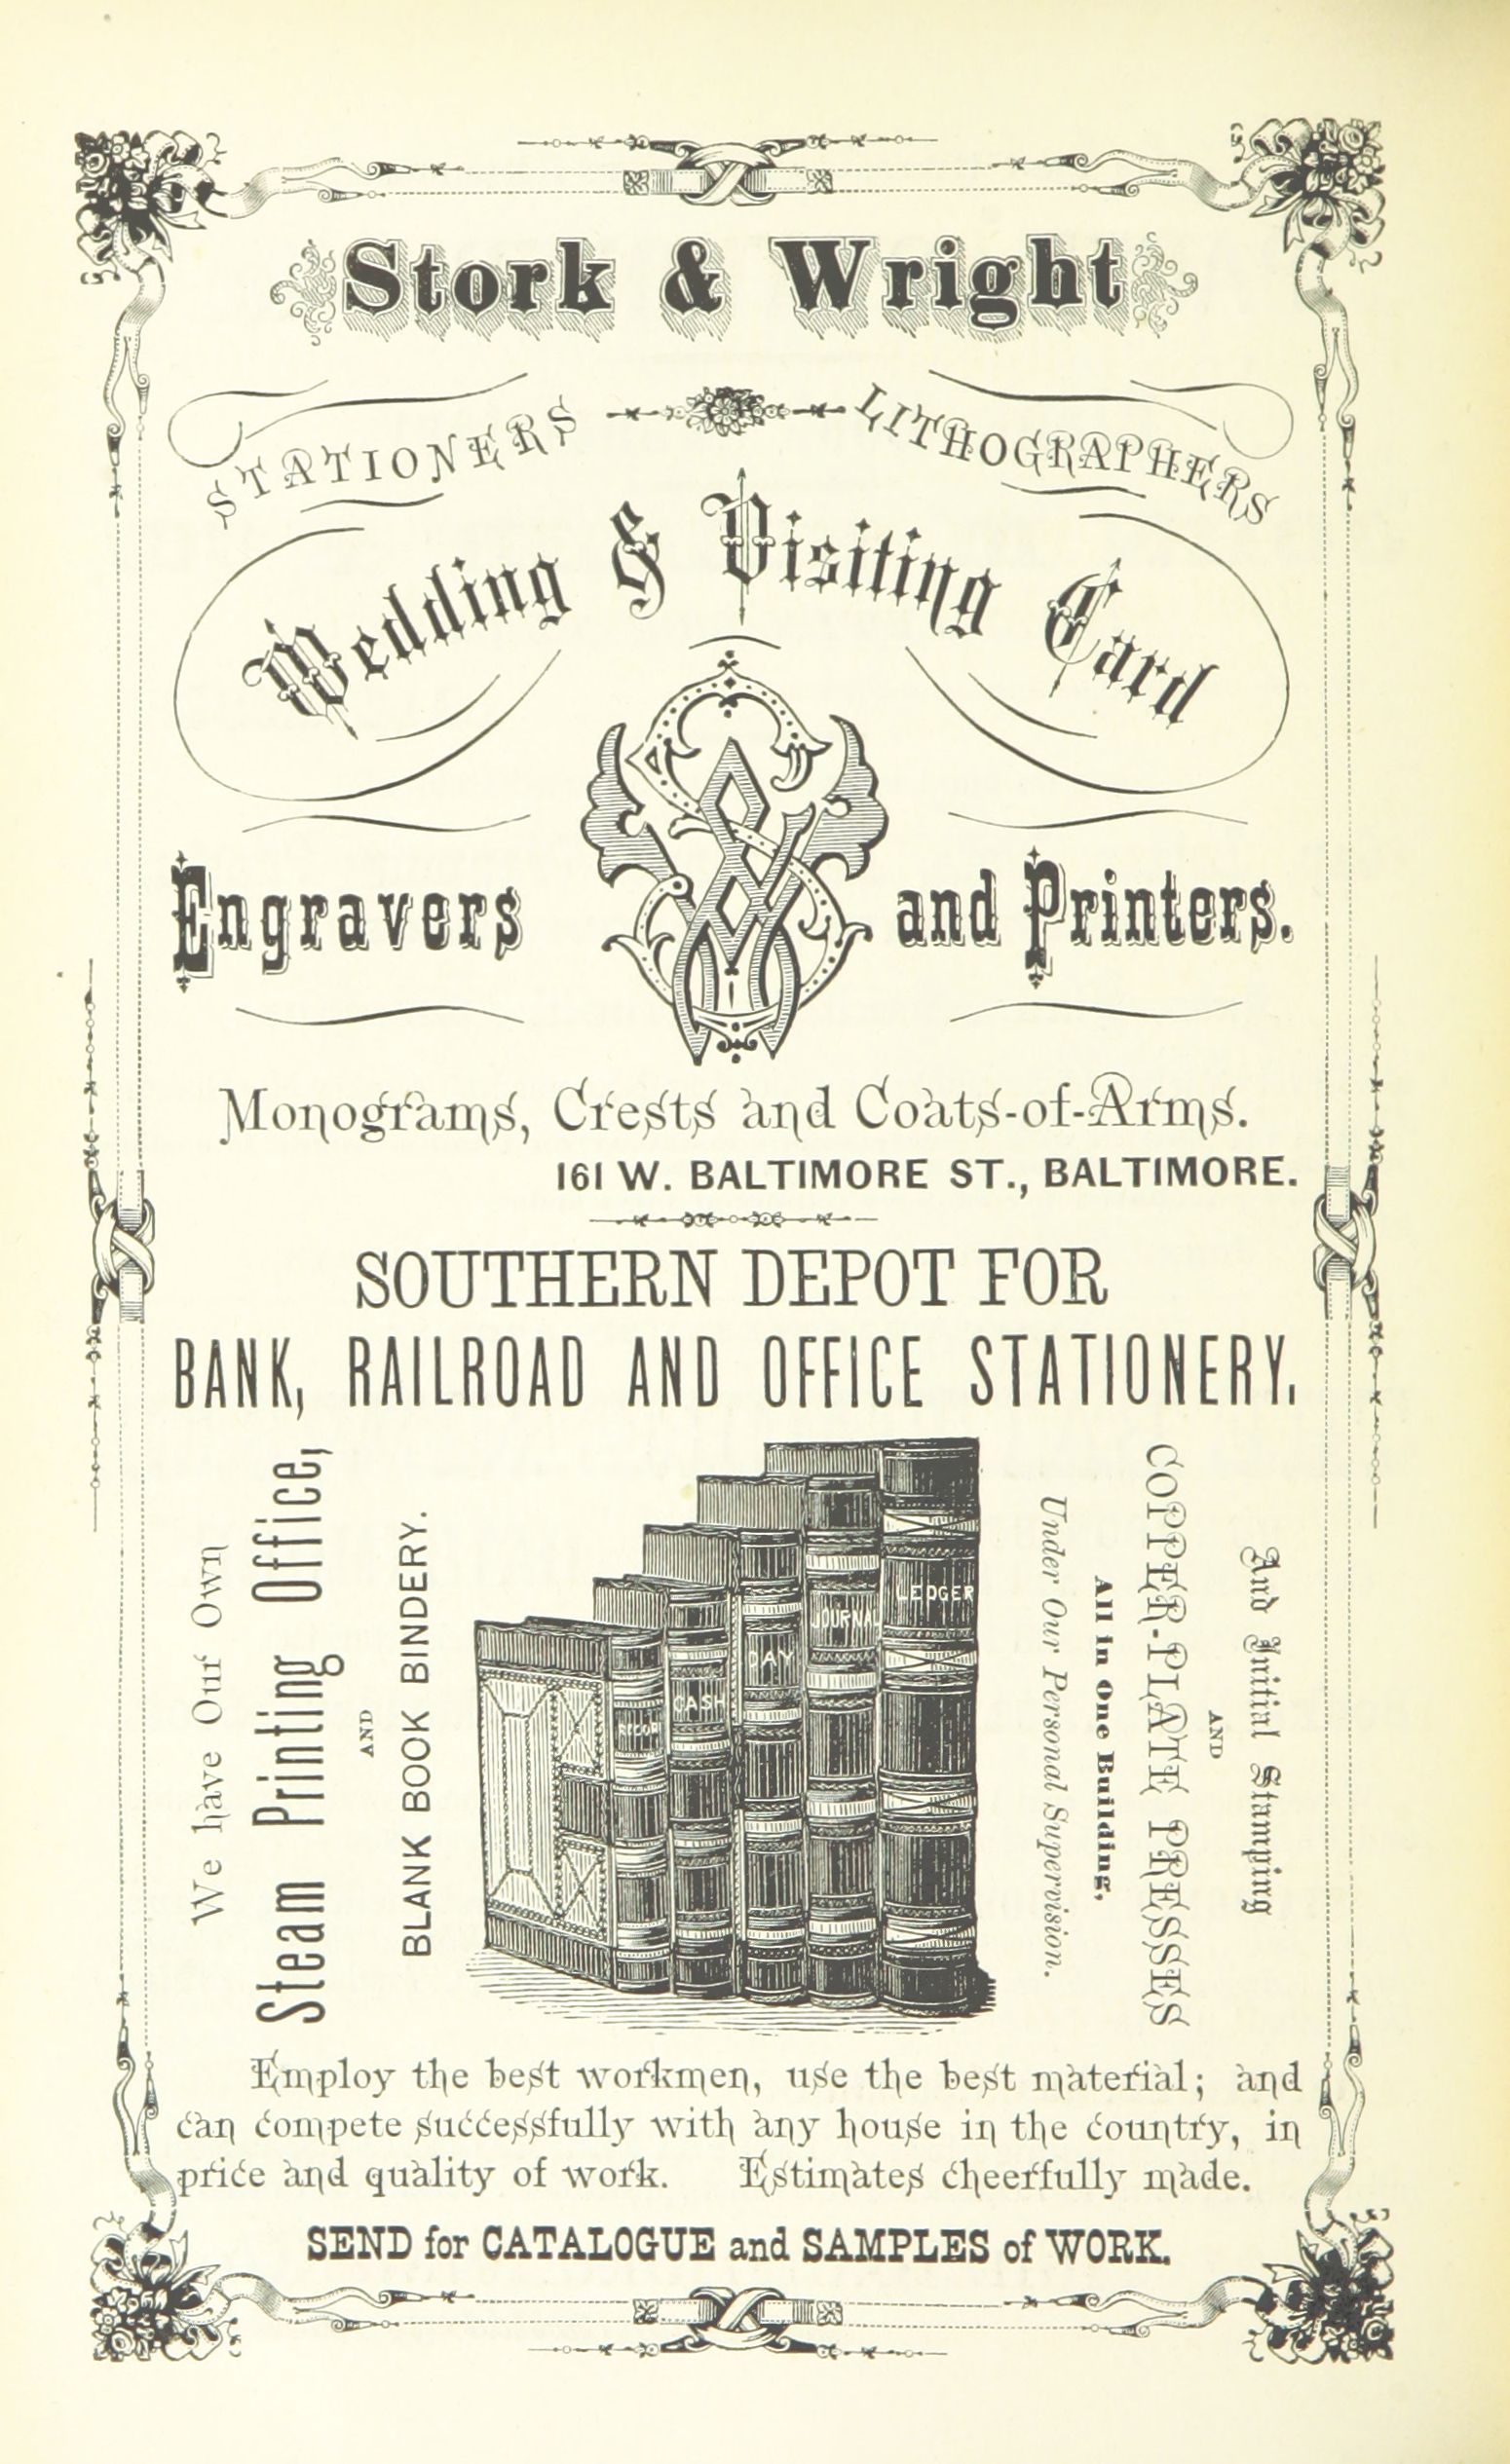 Stork & Wright
STATIONERS LITHOGRAPHERS
Wedding & Visiting Card
Engravers and Printers.
Monograms, Crests and Coats-of-Arms.
161 W. BALTIMORE ST., BALTIMORE.
SOUTHERN DEPOT FOR
BANK, RAILROAD AND OFFICE STATIONERY.
We have Our Own
Steam Printing Office,
AND
BLANK BOOK BINDERY.
RECORD
CASH
DAY
JOURNAL
LEDGER
And Initial Stamping
AND
COPPER-PLATE PRESSES
All in One Building,
Under Our Personal Supervision.
Employ the best workmen, use the best material; and
can compete successfully with any house in the country, in
price and quality of work. Estimates cheerfully made.
SEND for CATALOGUE and SAMPLES of WORK.